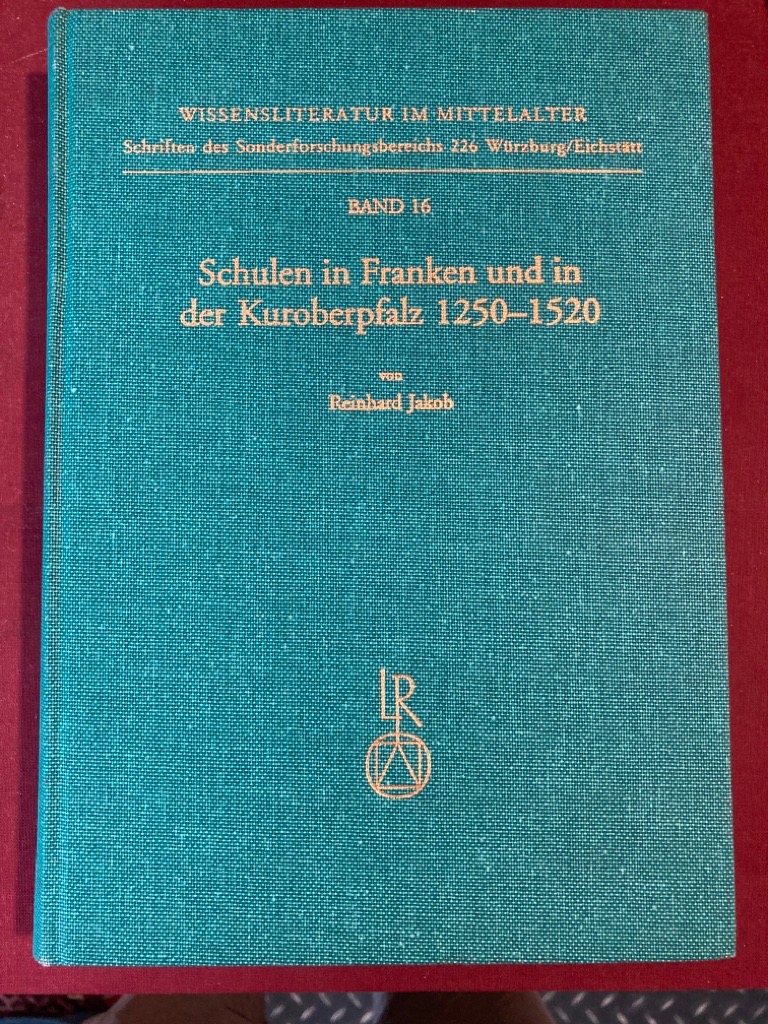 WISSENSLITERATUR IM MITTELALTER
Schriften des Sonderforschungsbereichs 226 Würzburg/Eichstätt
BAND 16
Schulen in Franken und in
der Kuroberpfalz 1250–1520
von
Reinhard Jakob
LR